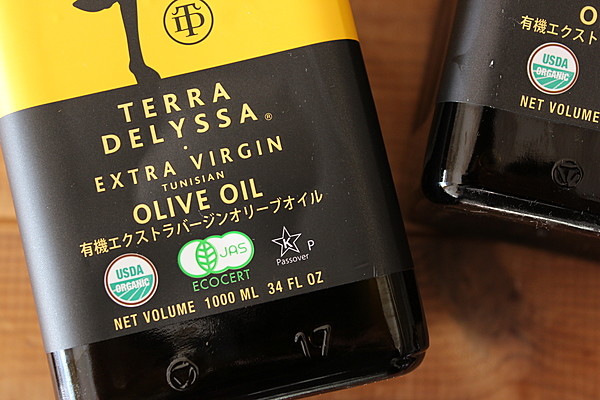 TERRA
DELYSSA®
EXTRA VIRGIN
TUNISIAN
OLIVE OIL
有機エクストラバージンオリーブオイル
USDA
ORGANIC
JAS
ECOCERT
K
P
Passover
NET VOLUME 1000 ML 34 FL OZ
17
O
有機エクスト
USDA
ORGANIC
NET VOLUME